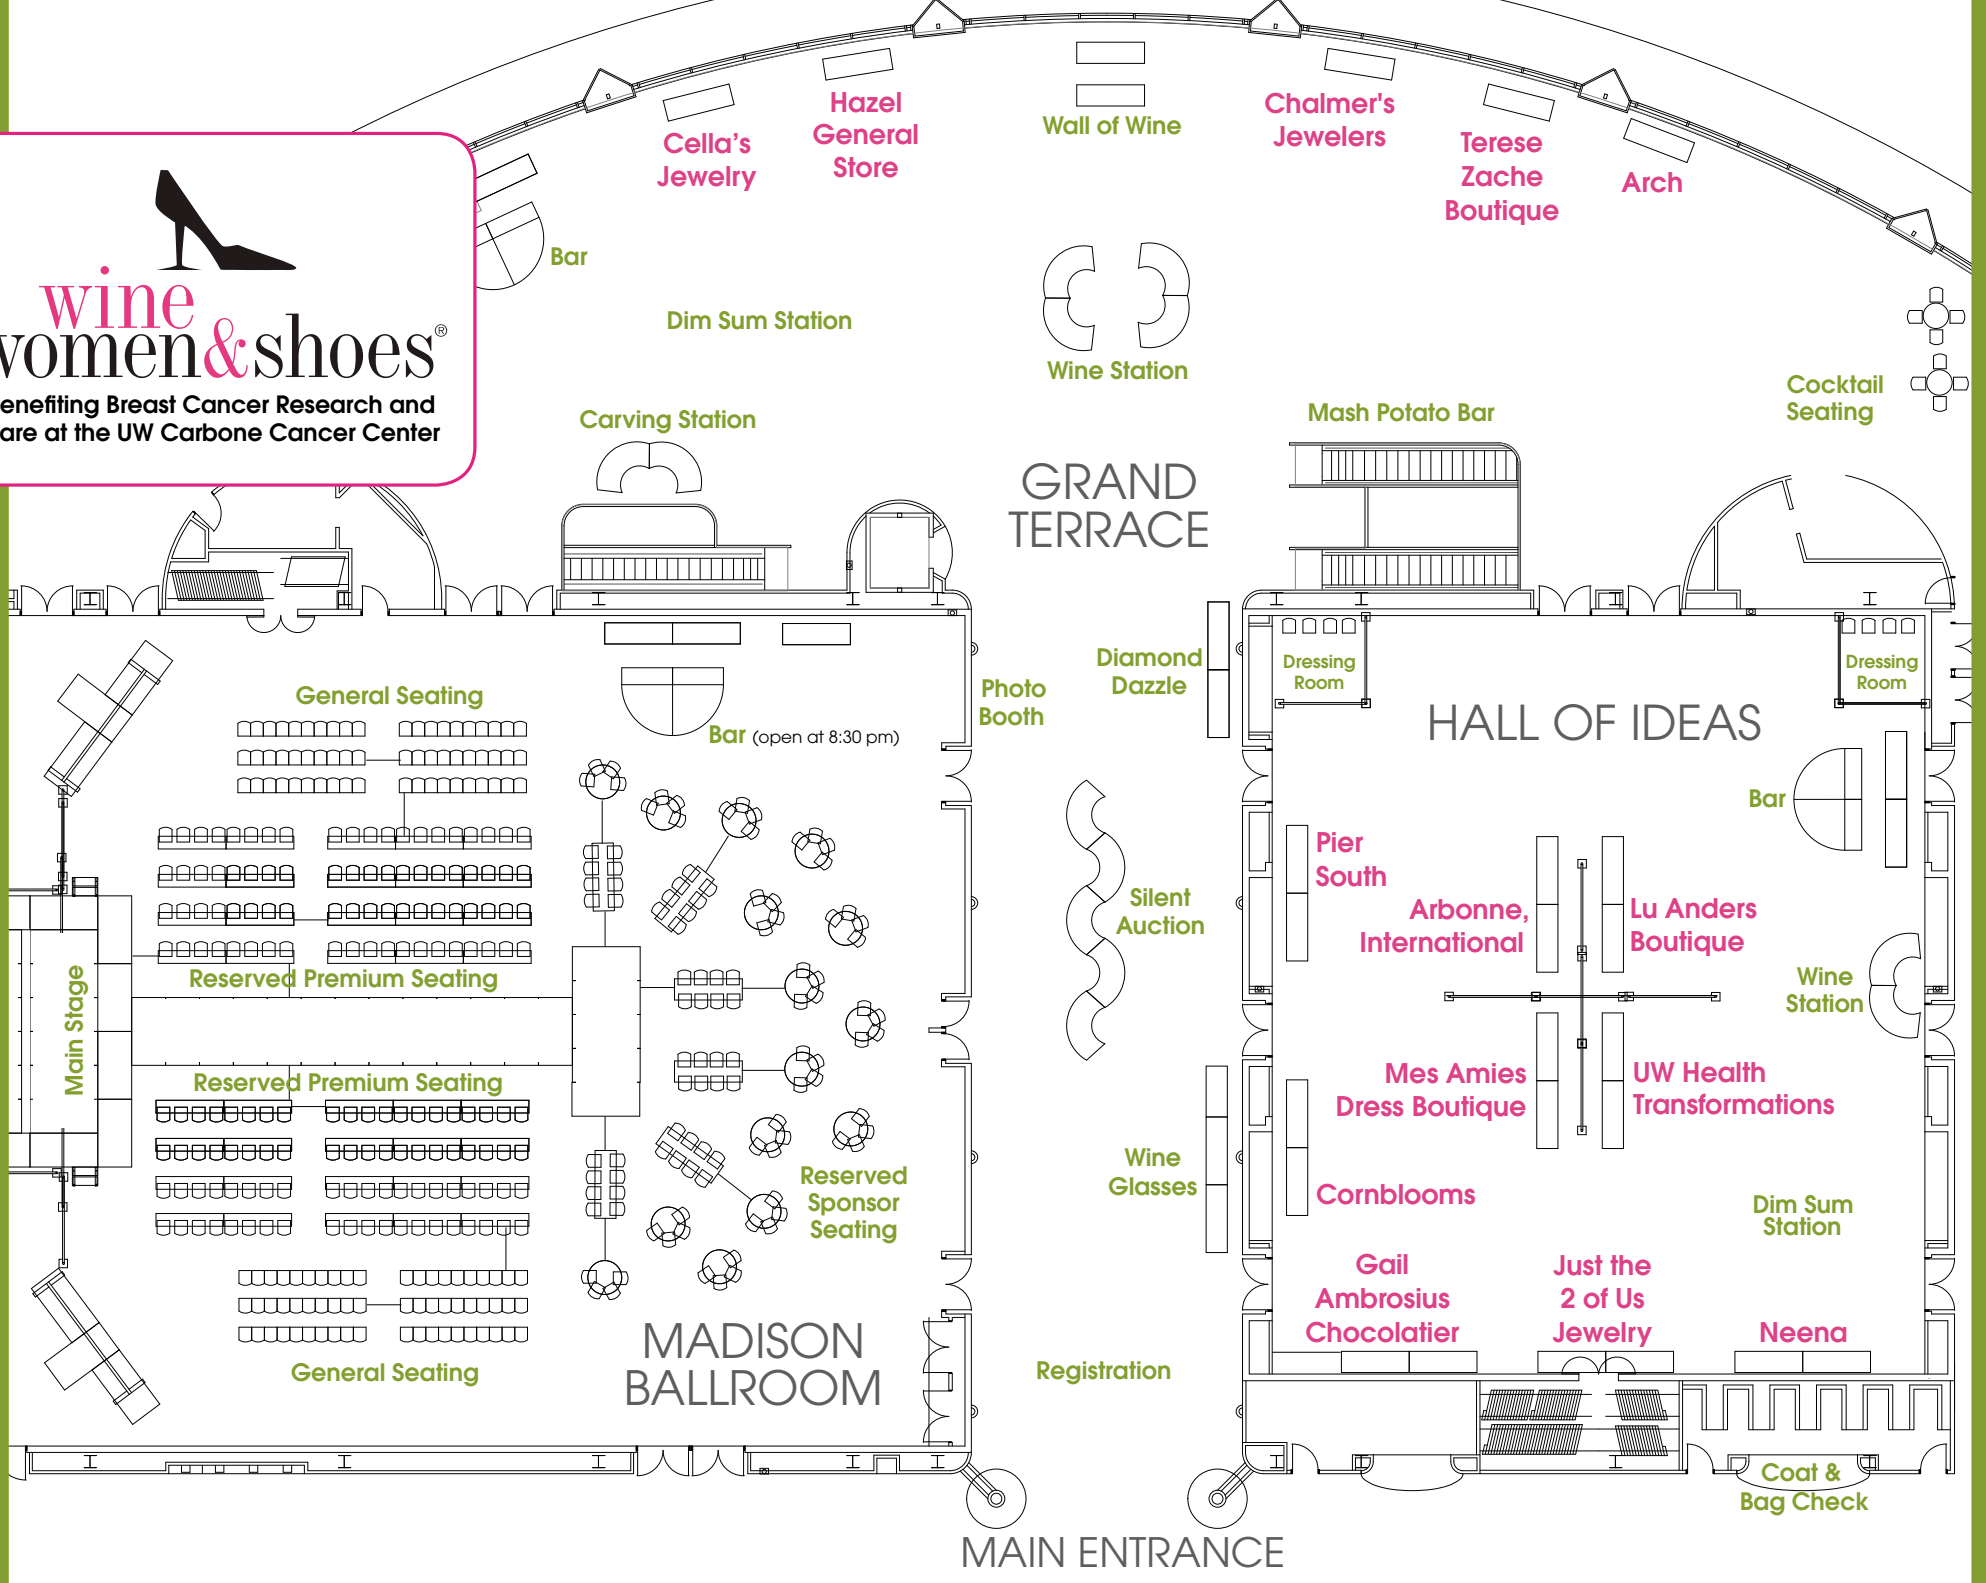 Hazel
General
Store
Cella's
Jewelry
Wall of Wine
Chalmer's
Jewelers
Terese
Zache
Boutique
Arch
wine
women&shoes®
enefiting Breast Cancer Research and
are at the UW Carbone Cancer Center
Bar
Dim Sum Station
Wine Station
Carving Station
Mash Potato Bar
Cocktail
Seating
GRAND
TERRACE
General Seating
Bar (open at 8:30 pm)
Photo
Booth
Diamond
Dazzle
Dressing
Room
Dressing
Room
HALL OF IDEAS
Bar
Pier
South
Silent
Auction
Arbonne,
International
Lu Anders
Boutique
Wine
Station
Reserved Premium Seating
Main Stage
Reserved Premium Seating
Mes Amies
Dress Boutique
UW Health
Transformations
Wine
Glasses
Reserved
Sponsor
Seating
Cornblooms
Dim Sum
Station
Gail
Ambrosius
Chocolatier
Just the
2 of Us
Jewelry
Neena
MADISON
BALLROOM
General Seating
Registration
Coat &
Bag Check
MAIN ENTRANCE